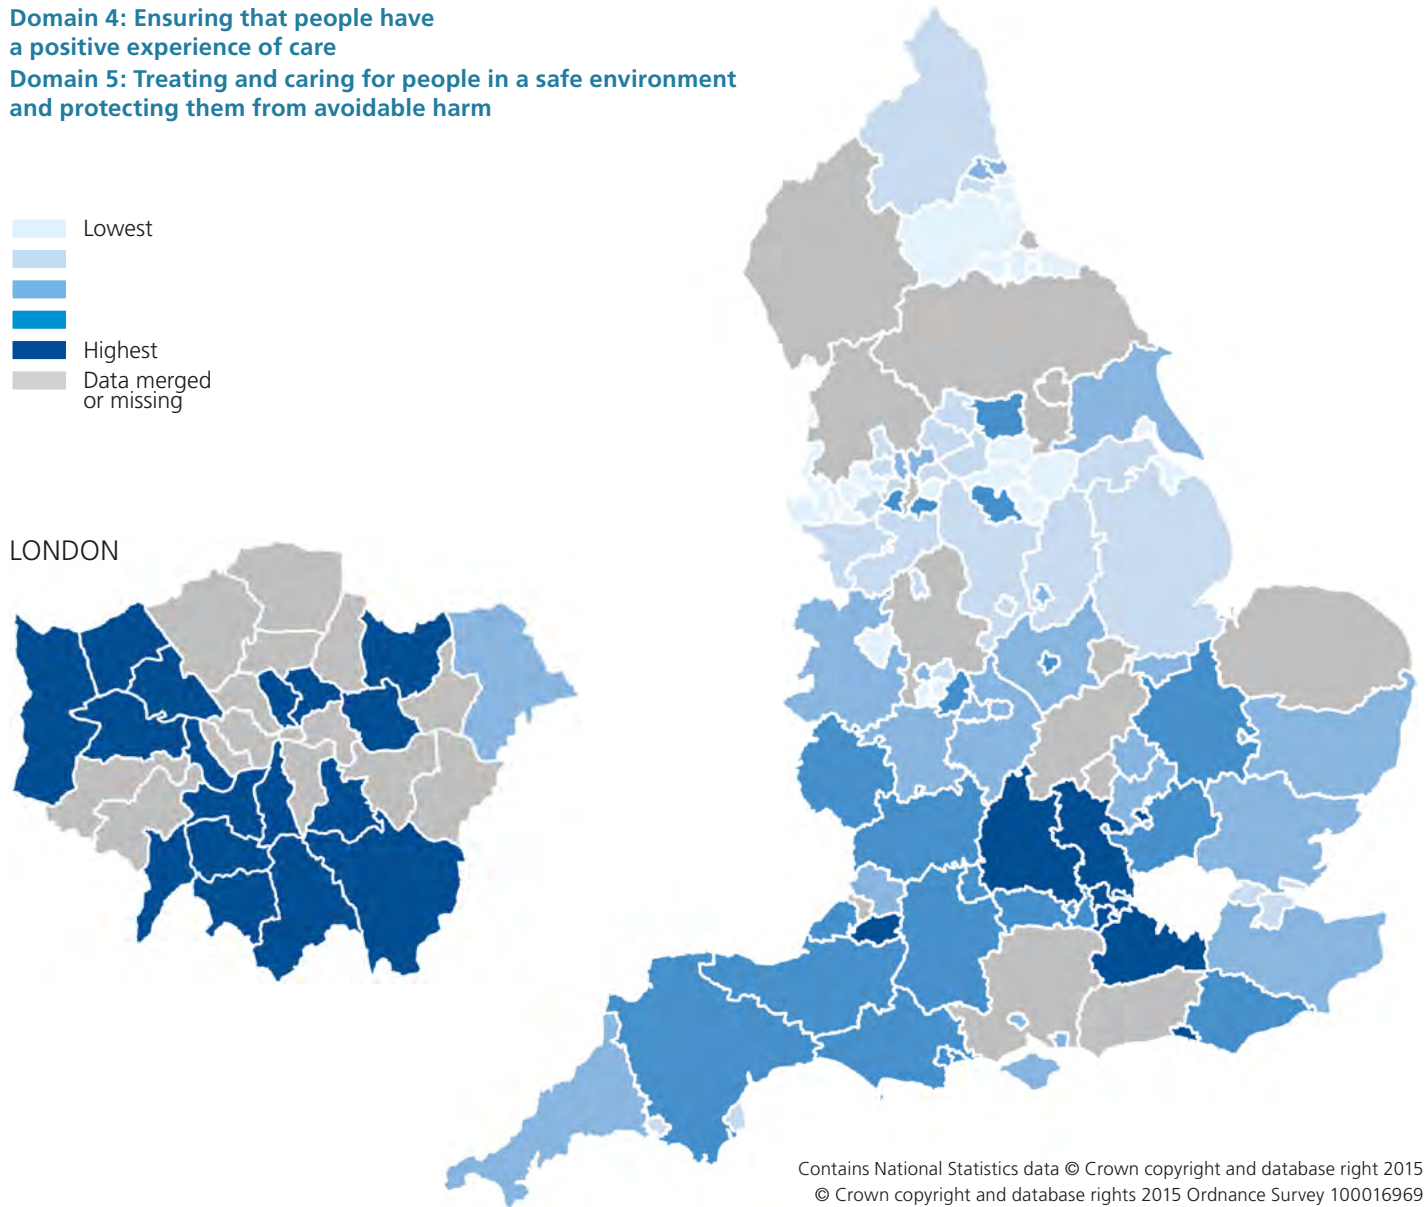 Domain 4: Ensuring that people have
a positive experience of care
Domain 5: Treating and caring for people in a safe environment
and protecting them from avoidable harm
Lowest
Highest
Data merged
or missing
LONDON
Contains National Statistics data © Crown copyright and database right 2015
© Crown copyright and database rights 2015 Ordnance Survey 100016969